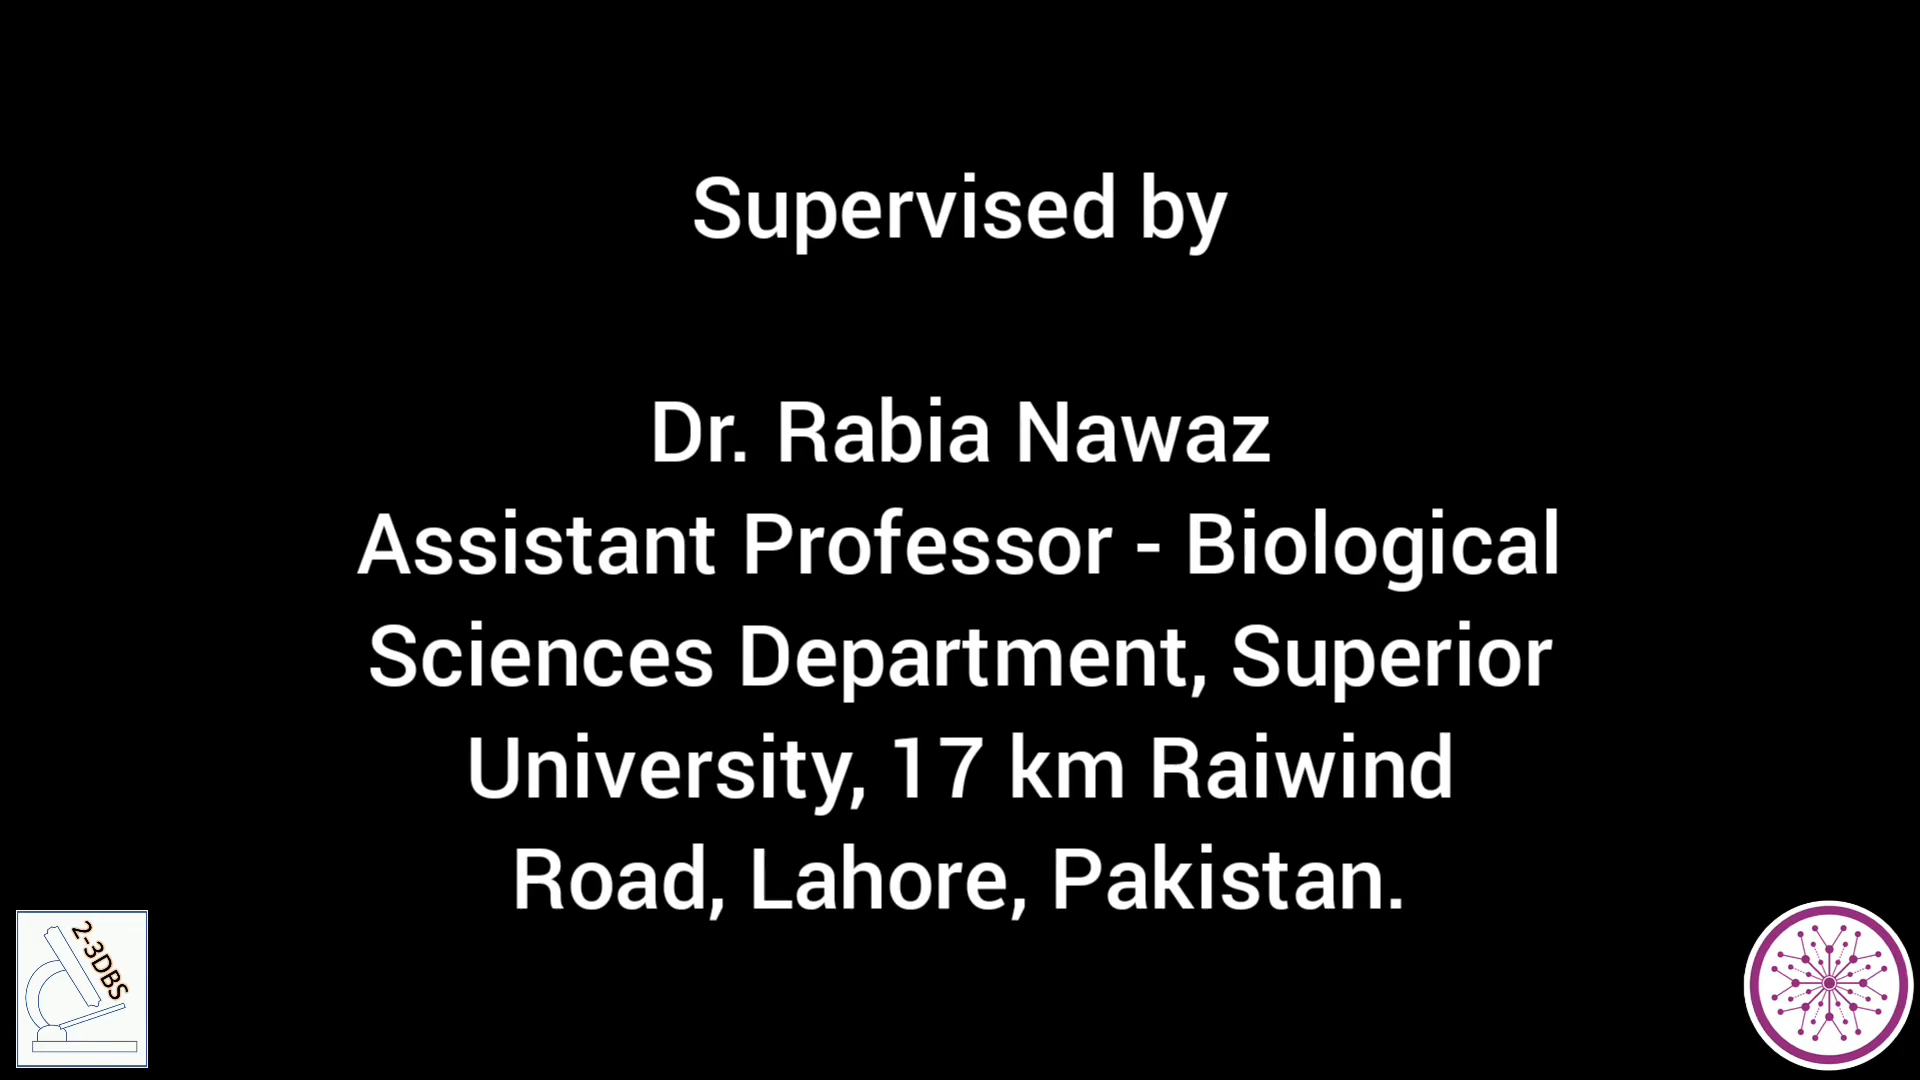 Supervised by
Dr. Rabia Nawaz
Assistant Professor - Biological
Sciences Department, Superior
University, 17 km Raiwind
Road, Lahore, Pakistan.
2-3DBS